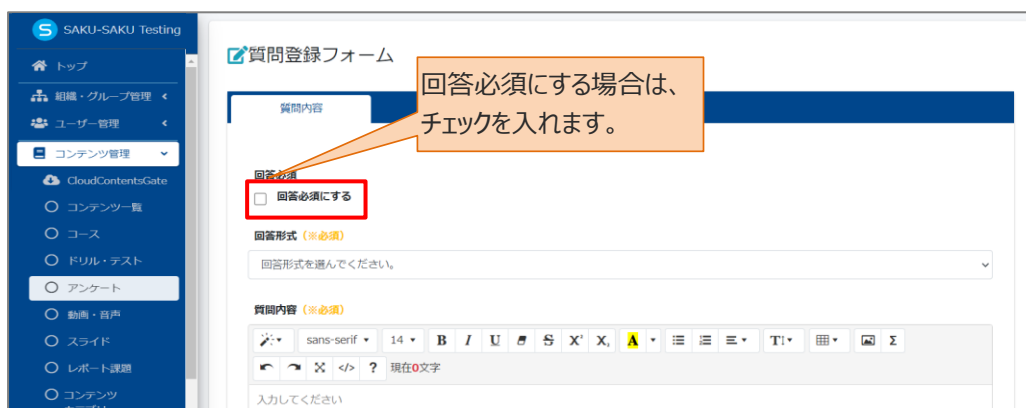 SAKU-SAKU Testing
トップ
組織・グループ管理
ユーザー管理
コンテンツ管理
CloudContentsGate
コンテンツ一覧
コース
ドリル・テスト
アンケート
動画・音声
スライド
レポート課題
コンテンツ
質問登録フォーム
回答必須にする場合は、
チェックを入れます。
質問内容
回答必須
回答必須にする
回答形式（※必須）
回答形式を選んでください。
質問内容（※必須）
sans-serif 14 B I U S X² X₂ A T Σ
</> ? 現在0文字
入力してください